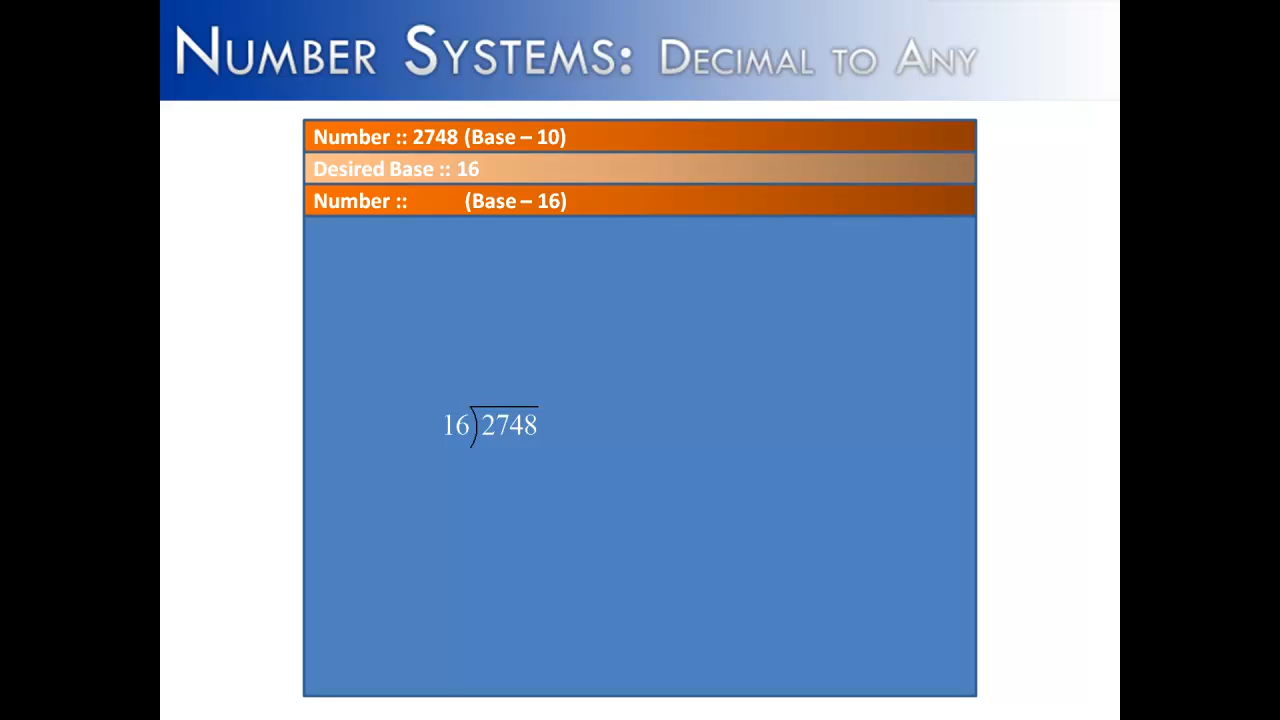 NUMBER SYSTEMS: DECIMAL TO ANY
Number :: 2748 (Base – 10)
Desired Base :: 16
Number :: (Base – 16)
16)2748